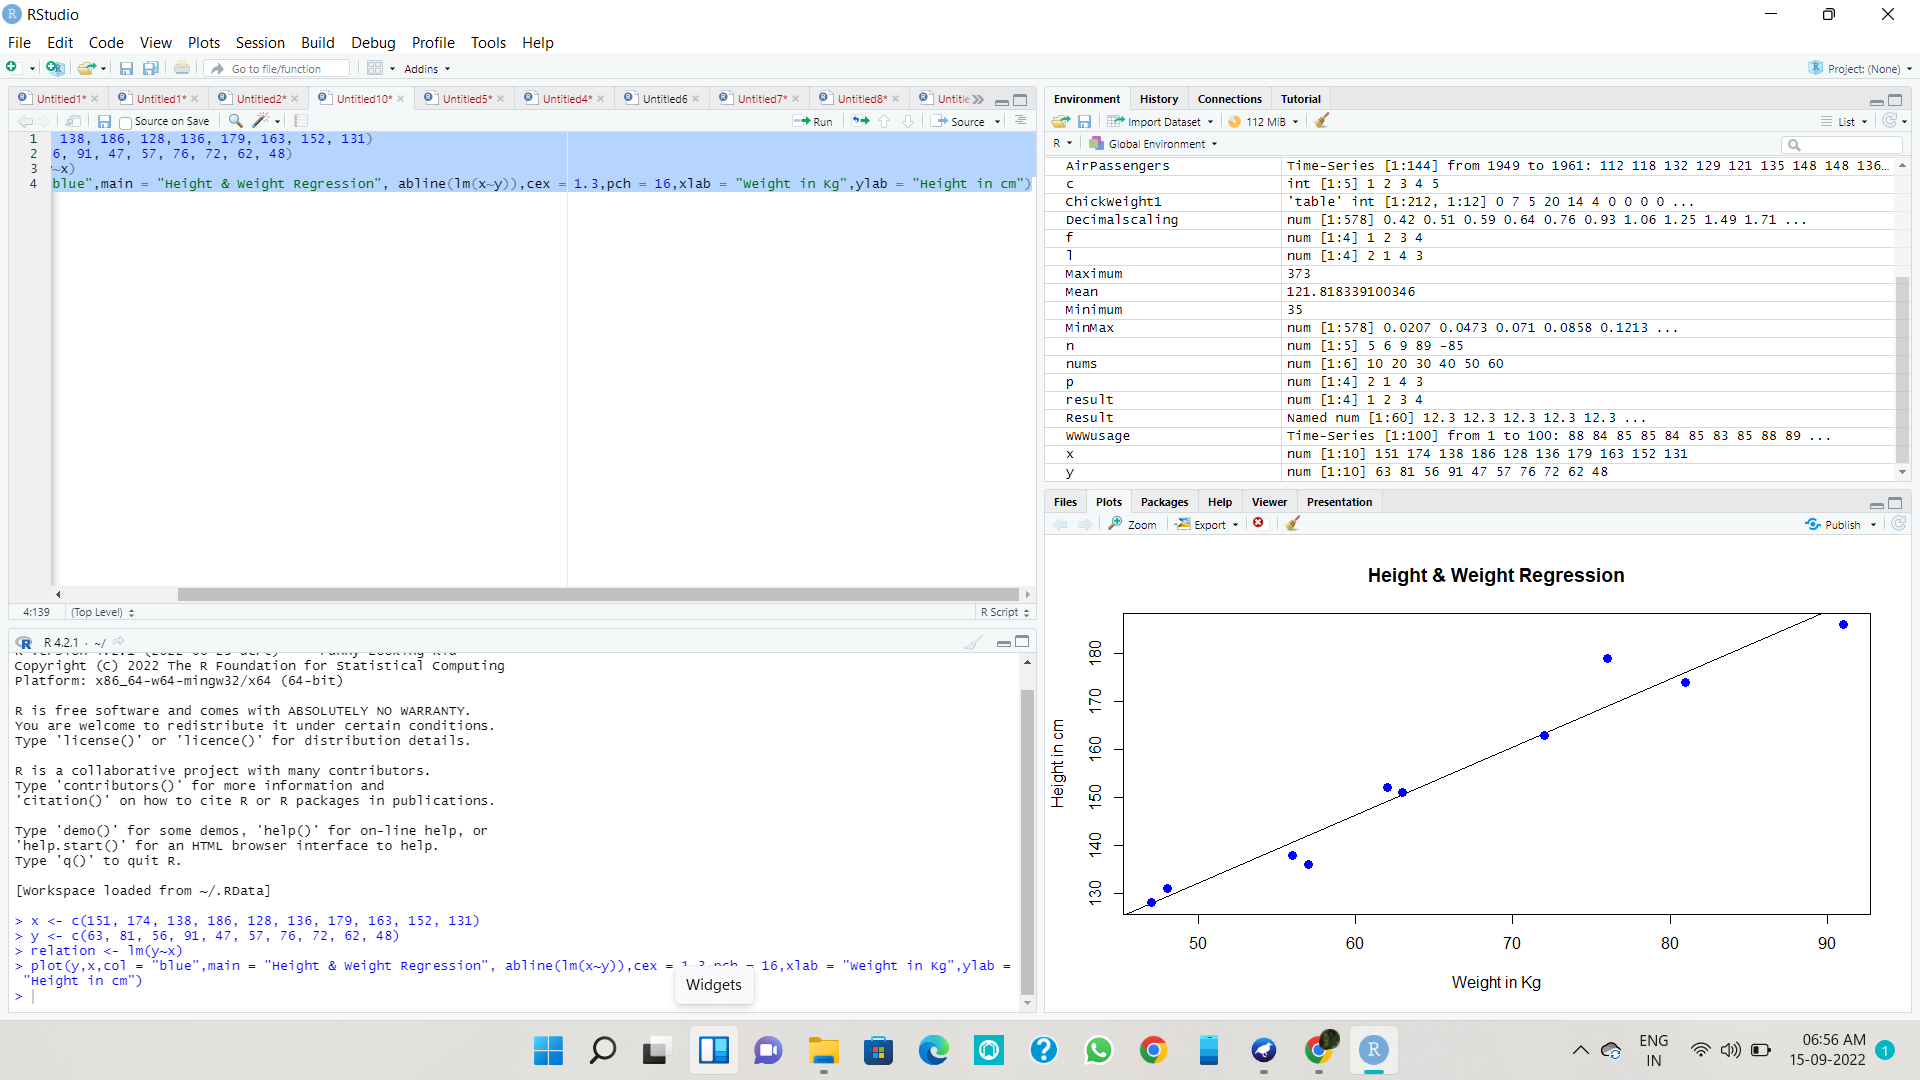 RStudio
File Edit Code View Plots Session Build Debug Profile Tools Help
Go to file/function Addins Project: (None)
Untitled1* Untitled1* Untitled2* Untitled10* Untitled5* Untitled4* Untitled6 Untitled7* Untitled8* Untitle
Source on Save Run Source
1 138, 186, 128, 136, 179, 163, 152, 131)
2 6, 91, 47, 57, 76, 72, 62, 48)
3 ~x)
4 blue",main = "Height & Weight Regression", abline(lm(x~y)),cex = 1.3,pch = 16,xlab = "Weight in Kg",ylab = "Height in cm")
4:139 (Top Level) R Script
R 4.2.1 · ~/
Copyright (C) 2022 The R Foundation for Statistical Computing
Platform: x86_64-w64-mingw32/x64 (64-bit)
R is free software and comes with ABSOLUTELY NO WARRANTY.
You are welcome to redistribute it under certain conditions.
Type 'license()' or 'licence()' for distribution details.
R is a collaborative project with many contributors.
Type 'contributors()' for more information and
'citation()' on how to cite R or R packages in publications.
Type 'demo()' for some demos, 'help()' for on-line help, or
'help.start()' for an HTML browser interface to help.
Type 'q()' to quit R.
[Workspace loaded from ~/.RData]
> x <- c(151, 174, 138, 186, 128, 136, 179, 163, 152, 131)
> y <- c(63, 81, 56, 91, 47, 57, 76, 72, 62, 48)
> relation <- lm(y~x)
> plot(y,x,col = "blue",main = "Height & Weight Regression", abline(lm(x~y)),cex = 1.3,pch = 16,xlab = "Weight in Kg",ylab =
"Height in cm")
>
Widgets
Environment History Connections Tutorial
Import Dataset 112 MiB List
R Global Environment
AirPassengers Time-Series [1:144] from 1949 to 1961: 112 118 132 129 121 135 148 148 136…
c int [1:5] 1 2 3 4 5
ChickWeight1 'table' int [1:212, 1:12] 0 7 5 20 14 4 0 0 0 0 ...
Decimalscaling num [1:578] 0.42 0.51 0.59 0.64 0.76 0.93 1.06 1.25 1.49 1.71 ...
f num [1:4] 1 2 3 4
l num [1:4] 2 1 4 3
Maximum 373
Mean 121.818339100346
Minimum 35
MinMax num [1:578] 0.0207 0.0473 0.071 0.0858 0.1213 ...
n num [1:5] 5 6 9 89 -85
nums num [1:6] 10 20 30 40 50 60
p num [1:4] 2 1 4 3
result num [1:4] 1 2 3 4
Result Named num [1:60] 12.3 12.3 12.3 12.3 12.3 ...
WWWusage Time-Series [1:100] from 1 to 100: 88 84 85 85 84 85 83 85 88 89 ...
x num [1:10] 151 174 138 186 128 136 179 163 152 131
y num [1:10] 63 81 56 91 47 57 76 72 62 48
Files Plots Packages Help Viewer Presentation
Zoom Export Publish
Height & Weight Regression
Height in cm
180
170
160
150
140
130
50 60 70 80 90
Weight in Kg
ENG
IN
06:56 AM
15-09-2022
1